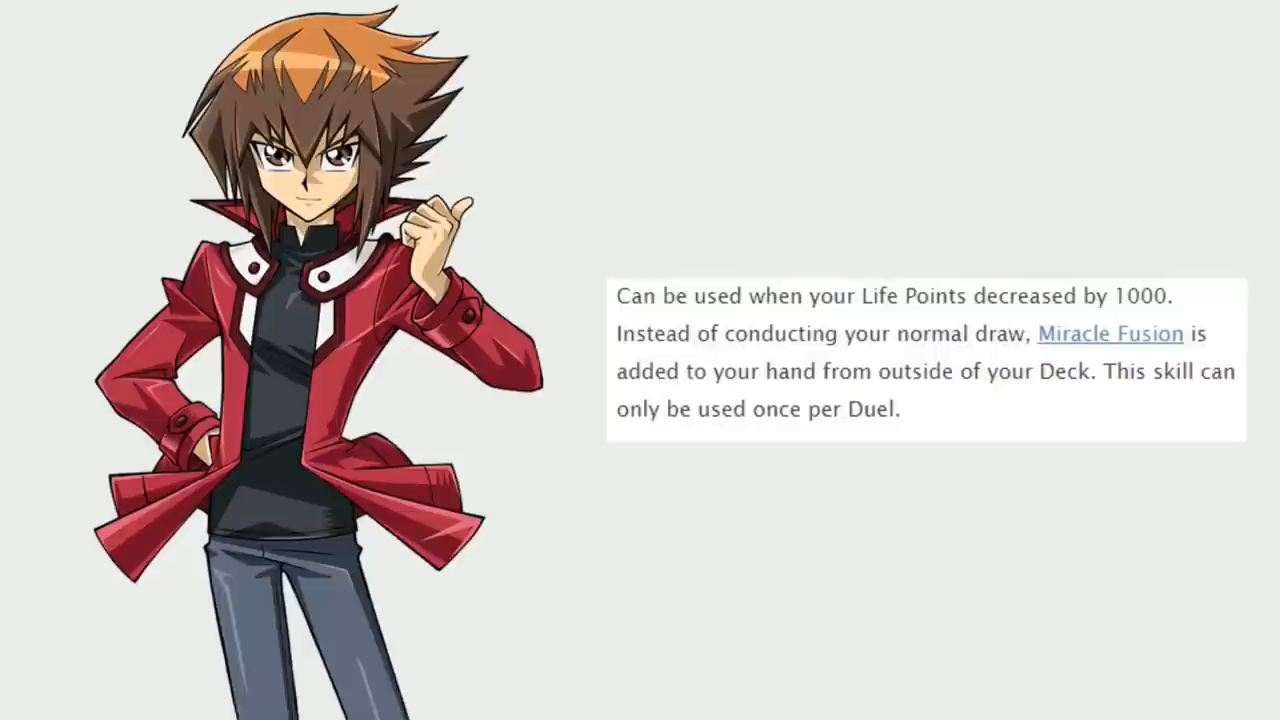 Can be used when your Life Points decreased by 1000.
Instead of conducting your normal draw, Miracle Fusion is
added to your hand from outside of your Deck. This skill can
only be used once per Duel.